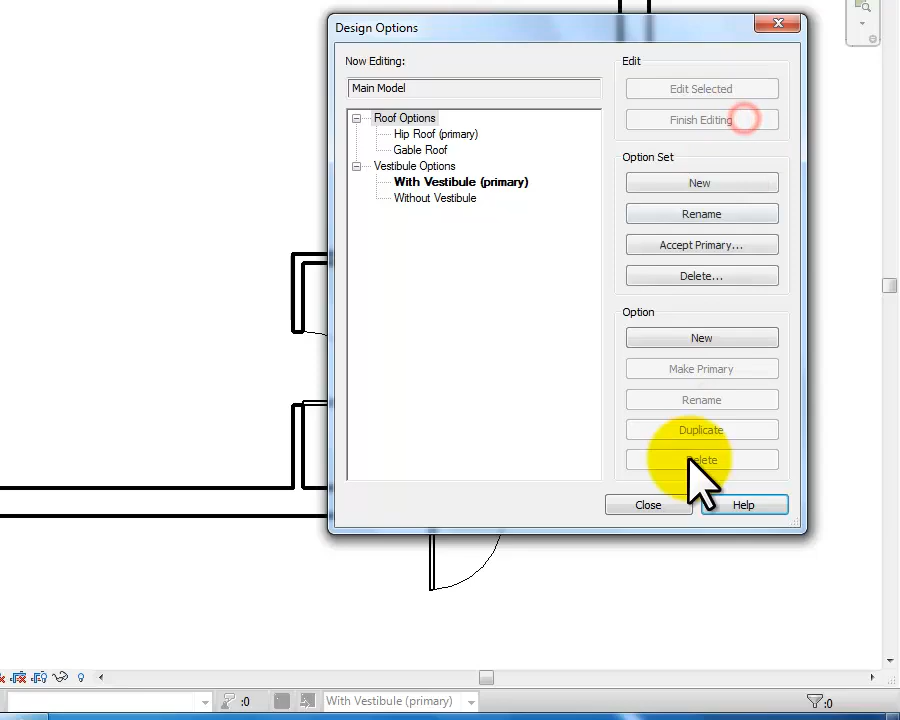 Design Options
Now Editing:
Main Model
Roof Options
Hip Roof (primary)
Gable Roof
Vestibule Options
With Vestibule (primary)
Without Vestibule
Edit
Edit Selected
Finish Editing
Option Set
New
Rename
Accept Primary...
Delete...
Option
New
Make Primary
Rename
Duplicate
Delete
Close
Help
:0
With Vestibule (primary)
:0